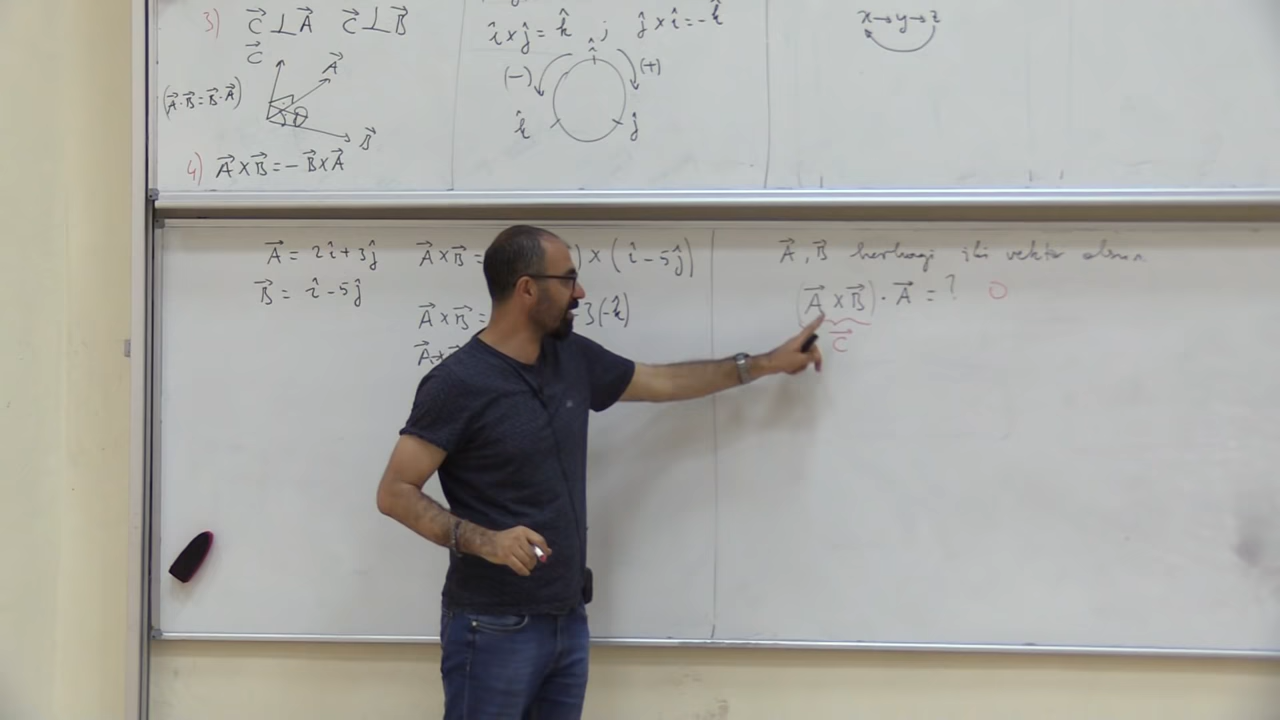 3) C⃗ ⊥ A⃗ C⃗ ⊥ B⃗
C⃗
A⃗
(A⃗·B⃗ = B⃗·A⃗)
θ
B⃗
4) A⃗ x B⃗ = - B⃗ x A⃗
î x ĵ = k̂ ; ĵ x î = - k̂
î
(-) (+)
k̂ ĵ
x → y → z
A⃗ = 2î + 3ĵ
B⃗ = î - 5ĵ
A⃗ x B⃗ = ) x (î - 5ĵ)
A⃗ x B⃗ = 3(-k̂)
A⃗ x
A⃗, B⃗ herhangi iki vektör olsun
(A⃗ x B⃗) · A⃗ = ? 0
C⃗